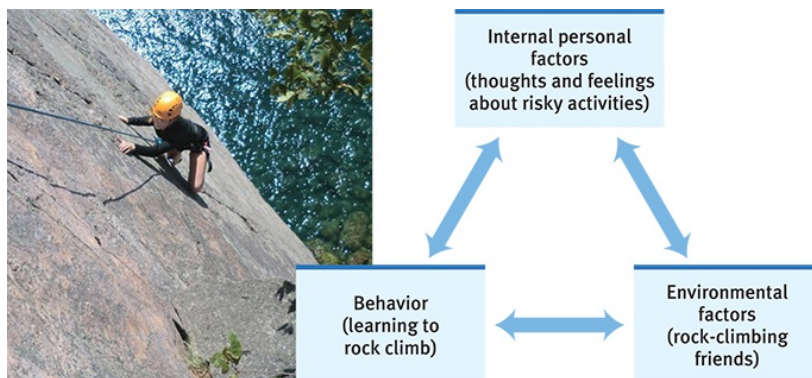 Internal personal
factors
(thoughts and feelings
about risky activities)
Behavior
(learning to
rock climb)
Environmental
factors
(rock-climbing
friends)